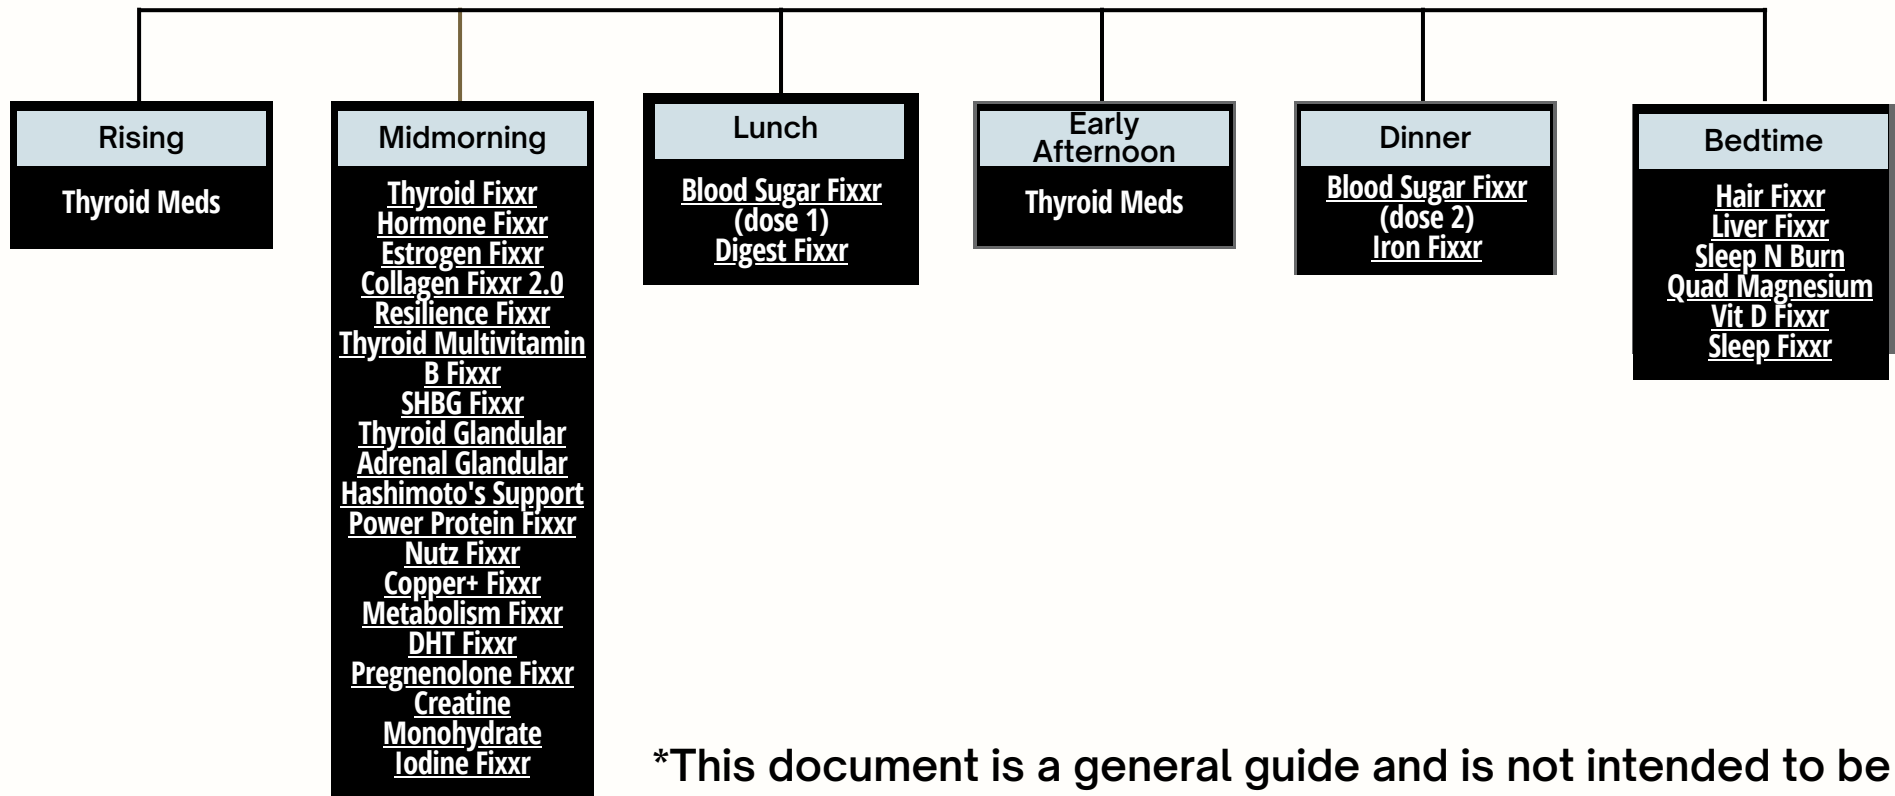 Rising
Thyroid Meds
Midmorning
Thyroid Fixxr
Hormone Fixxr
Estrogen Fixxr
Collagen Fixxr 2.0
Resilience Fixxr
Thyroid Multivitamin
B Fixxr
SHBG Fixxr
Thyroid Glandular
Adrenal Glandular
Hashimoto's Support
Power Protein Fixxr
Nutz Fixxr
Copper+ Fixxr
Metabolism Fixxr
DHT Fixxr
Pregnenolone Fixxr
Creatine
Monohydrate
Iodine Fixxr
Lunch
Blood Sugar Fixxr
(dose 1)
Digest Fixxr
Early
Afternoon
Thyroid Meds
Dinner
Blood Sugar Fixxr
(dose 2)
Iron Fixxr
Bedtime
Hair Fixxr
Liver Fixxr
Sleep N Burn
Quad Magnesium
Vit D Fixxr
Sleep Fixxr
*This document is a general guide and is not intended to be